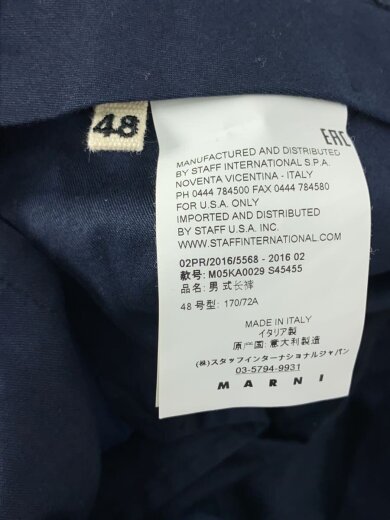 48
EAC
MANUFACTURED AND DISTRIBUTED
BY STAFF INTERNATIONAL S.P.A.
NOVENTA VICENTINA - ITALY
PH 0444 784500 FAX 0444 784580
FOR U.S.A. ONLY
IMPORTED AND DISTRIBUTED
BY STAFF U.S.A. INC.
WWW.STAFFINTERNATIONAL.COM
02PR/2016/5568 - 2016 02
款号: M05KA0029 S45455
品名: 男式长裤
48 号型: 170/72A
MADE IN ITALY
イタリア製
原产国 意大利制造
(株)スタッフインターナショナルジャパン
03-5794-9931
MARNI